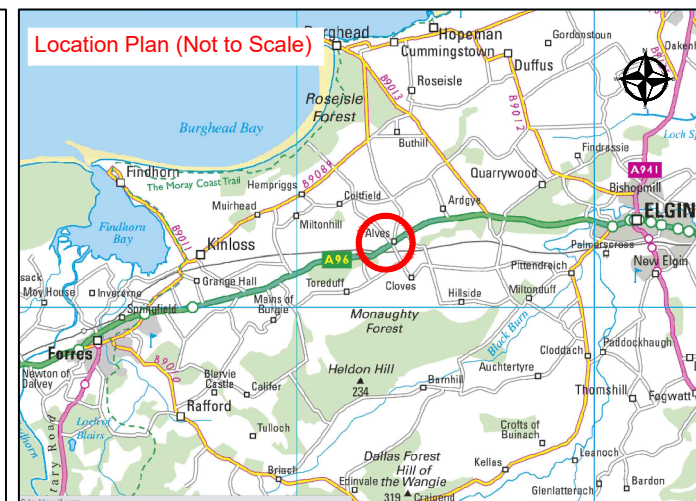 Location Plan (Not to Scale)
Hopeman
Gordonstoun
Cummingstown
Duffus
Roseisle
Roseisle
Forest
B9013
B9012
Burghead Bay
Buthill
Findrassie
Loch
A941
Findhorn
The Moray Coast Trail
Hempriggs
B9089
Coltfield
Quarrywood
Bishopmill
Muirhead
Miltonhill
Ardgye
ELGIN
Findhorn
Bay
B9011
Kinloss
Alves
A96
Palmerscross
New Elgin
Pittendreich
Grange Hall
Toreduff
Cloves
Hillside
Miltonduff
Moy House
Inverne
Springfield
Mains of
Burgie
Monaughty
Forest
Black Burn
Forres
B9010
Newton of
Dalvey
Blervie
Castle
Califer
Heldon Hill
234
Barnhill
Auchtertyre
Cloddach
Paddockhaugh
Rafford
Thomshill
Fogwatt
Loch of
Blairs
Tulloch
Crofts of
Buinach
Dallas Forest
Hill of
the Wangie
319
Craigend
Kellas
Leanoch
Briach
Edinvale
Glenlatterach
Bardon